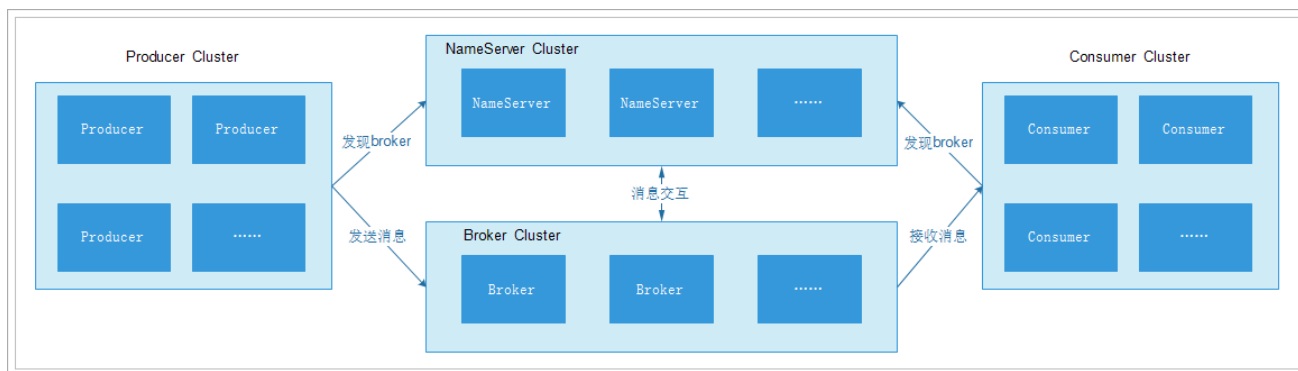 Producer Cluster
Producer
Producer
Producer
……
发现broker
发送消息
NameServer Cluster
NameServer
NameServer
……
消息交互
Broker Cluster
Broker
Broker
……
发现broker
接收消息
Consumer Cluster
Consumer
Consumer
Consumer
……